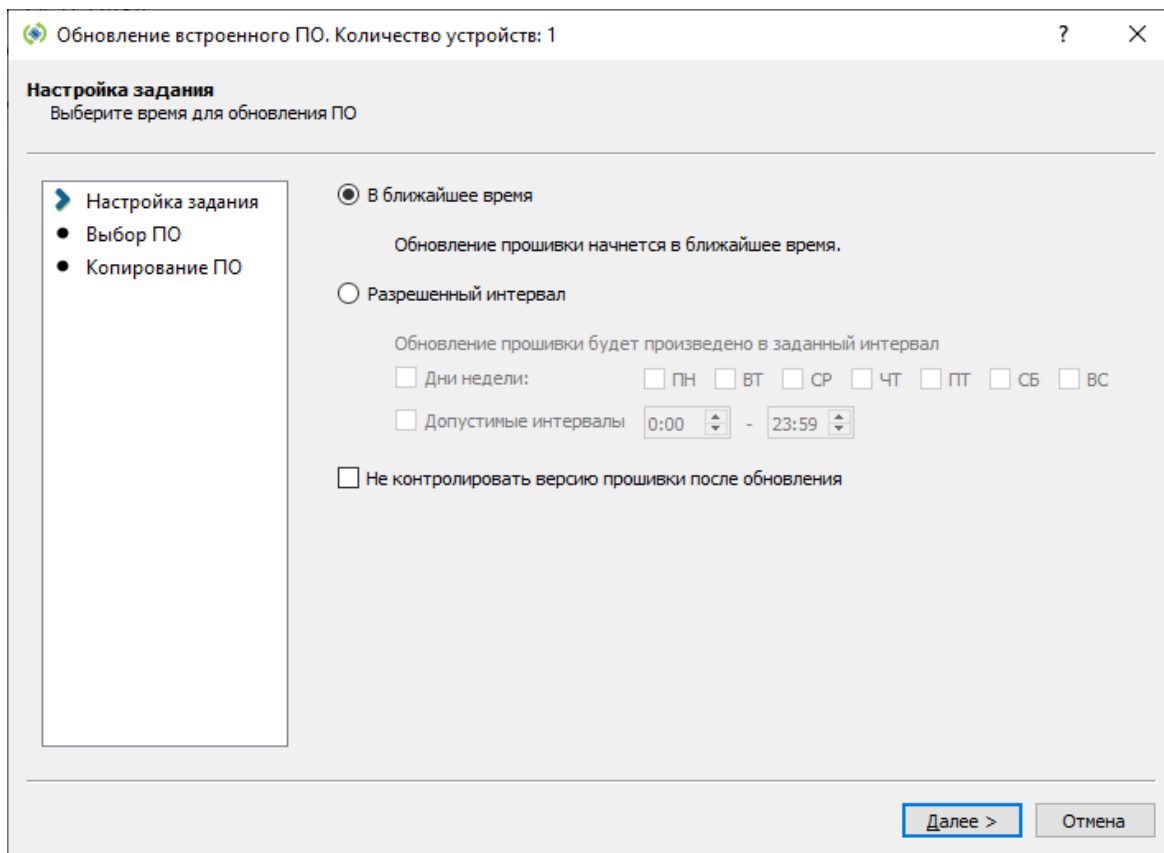 Обновление встроенного ПО. Количество устройств: 1 ?
Настройка задания
Выберите время для обновления ПО
Настройка задания
Выбор ПО
Копирование ПО
В ближайшее время
Обновление прошивки начнется в ближайшее время.
Разрешенный интервал
Обновление прошивки будет произведено в заданный интервал
Дни недели: ПН ВТ СР ЧТ ПТ СБ ВС
Допустимые интервалы 0:00 - 23:59
Не контролировать версию прошивки после обновления
Далее > Отмена